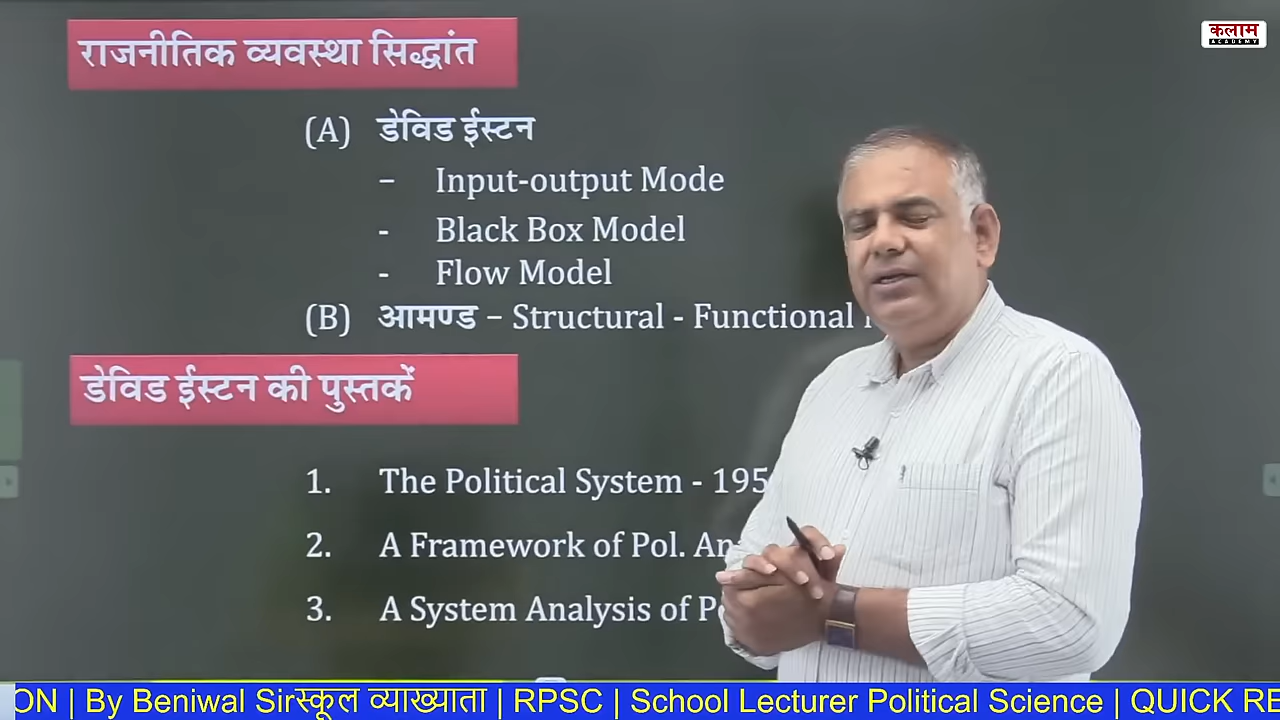 कलाम
ACADEMY
राजनीतिक व्यवस्था सिद्धांत
(A) डेविड ईस्टन
– Input-output Mode
- Black Box Model
- Flow Model
(B) आमण्ड – Structural - Functional
डेविड ईस्टन की पुस्तकें
1. The Political System - 195
2. A Framework of Pol. An
3. A System Analysis of P
ON | By Beniwal Sirस्कूल व्याख्याता | RPSC | School Lecturer Political Science | QUICK RE